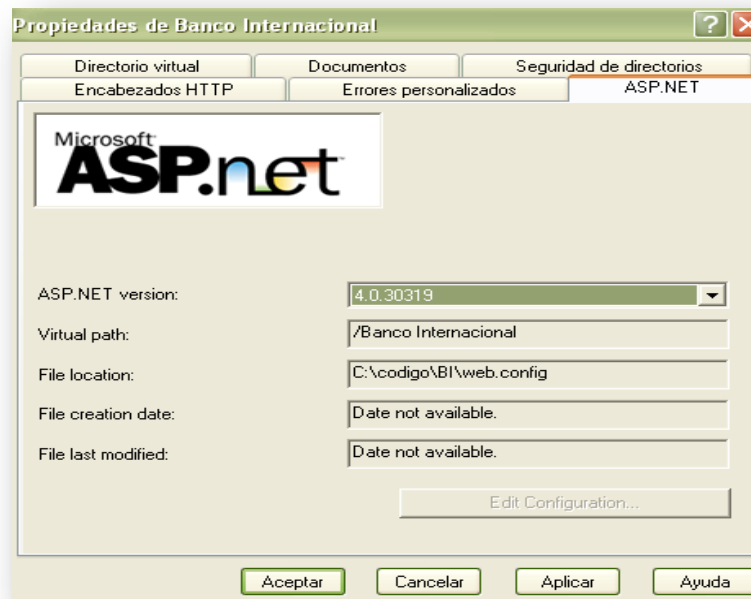 Propiedades de Banco Internacional
Directorio virtual Documentos Seguridad de directorios
Encabezados HTTP Errores personalizados ASP.NET
Microsoft
ASP.net
ASP.NET version: 4.0.30319
Virtual path: /Banco Internacional
File location: C:\codigo\BI\web.config
File creation date: Date not available.
File last modified: Date not available.
Edit Configuration...
Aceptar Cancelar Aplicar Ayuda